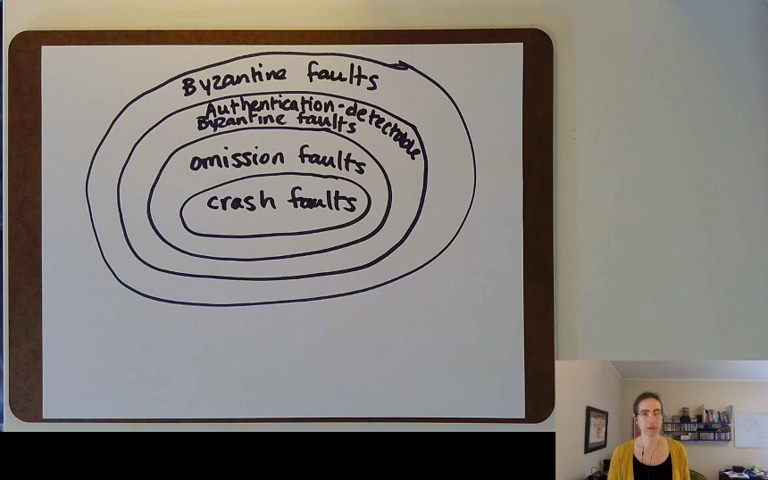 Byzantine faults
Authentication-detectable
Byzantine faults
omission faults
crash faults